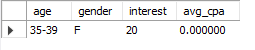 age gender interest avg_cpa
35-39 F 20 0.000000